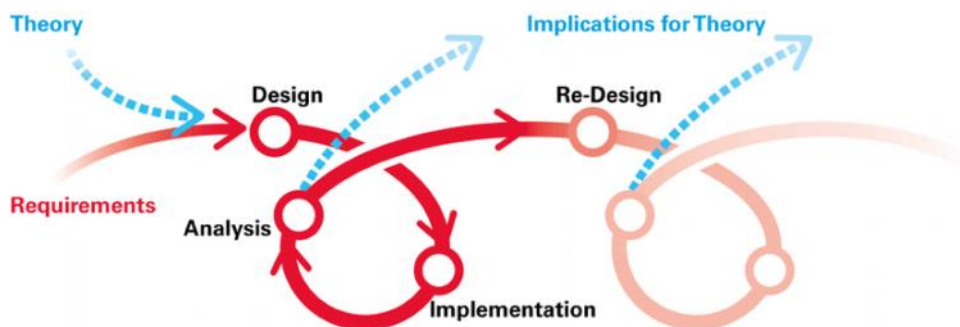 Theory
Implications for Theory
Design
Re-Design
Requirements
Analysis
Implementation